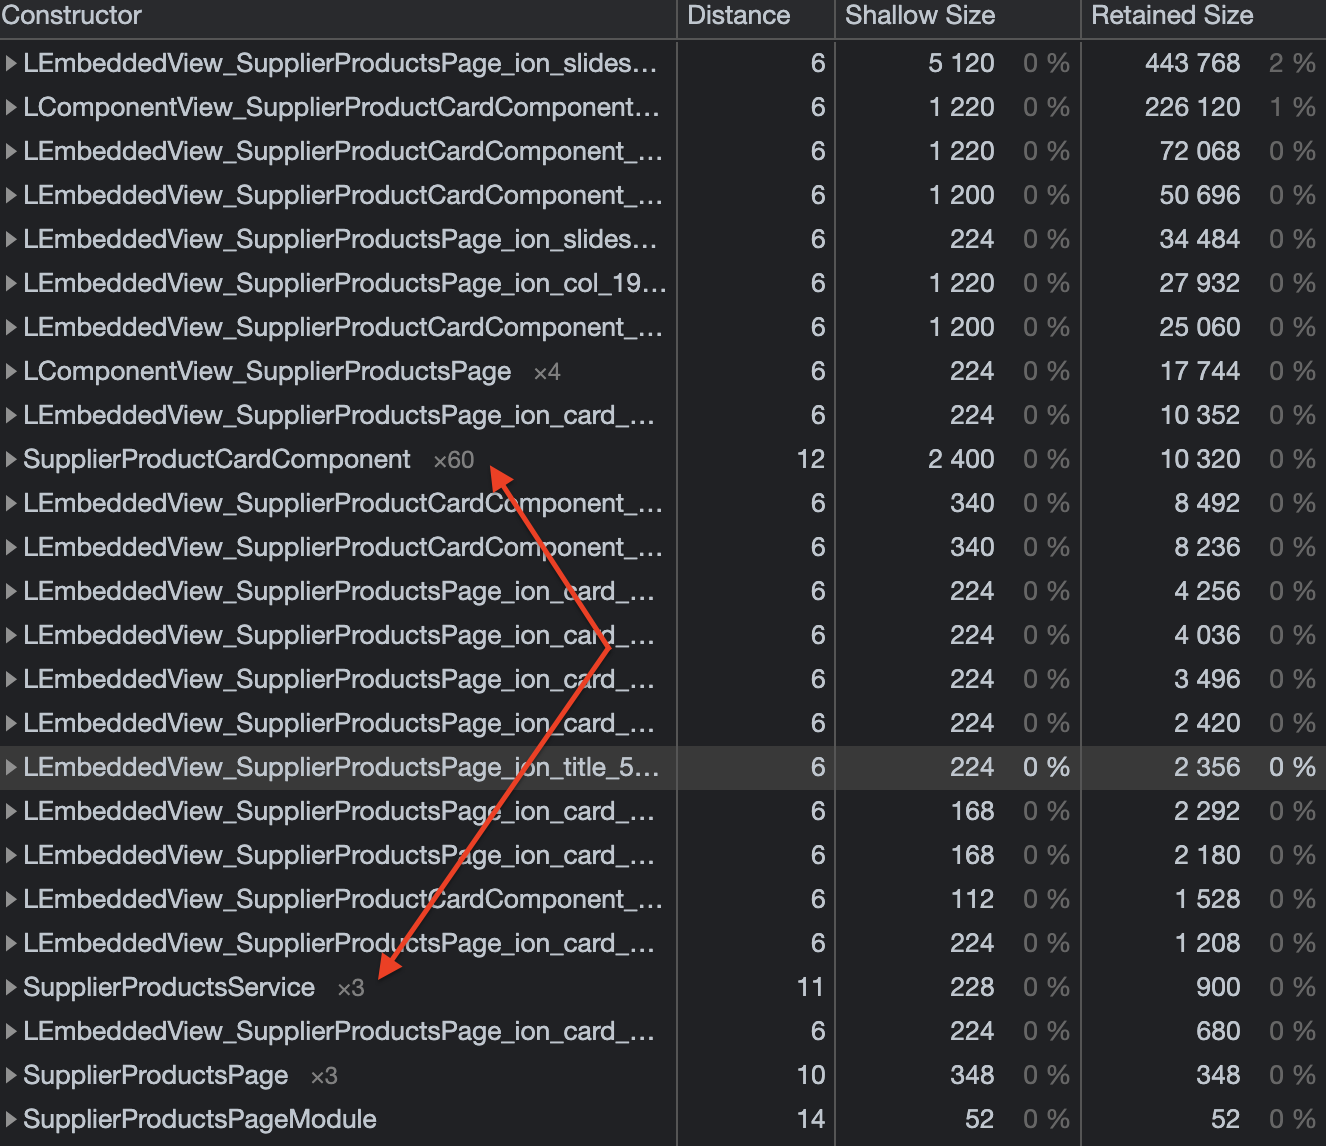 Constructor Distance Shallow Size Retained Size
LEmbeddedView_SupplierProductsPage_ion_slides... 6 5 120 0 % 443 768 2 %
LComponentView_SupplierProductCardComponent... 6 1 220 0 % 226 120 1 %
LEmbeddedView_SupplierProductCardComponent_... 6 1 220 0 % 72 068 0 %
LEmbeddedView_SupplierProductCardComponent_... 6 1 200 0 % 50 696 0 %
LEmbeddedView_SupplierProductsPage_ion_slides... 6 224 0 % 34 484 0 %
LEmbeddedView_SupplierProductsPage_ion_col_19... 6 1 220 0 % 27 932 0 %
LEmbeddedView_SupplierProductCardComponent_... 6 1 200 0 % 25 060 0 %
LComponentView_SupplierProductsPage ×4 6 224 0 % 17 744 0 %
LEmbeddedView_SupplierProductsPage_ion_card_... 6 224 0 % 10 352 0 %
SupplierProductCardComponent ×60 12 2 400 0 % 10 320 0 %
LEmbeddedView_SupplierProductCardComponent_... 6 340 0 % 8 492 0 %
LEmbeddedView_SupplierProductCardComponent_... 6 340 0 % 8 236 0 %
LEmbeddedView_SupplierProductsPage_ion_card_... 6 224 0 % 4 256 0 %
LEmbeddedView_SupplierProductsPage_ion_card_... 6 224 0 % 4 036 0 %
LEmbeddedView_SupplierProductsPage_ion_card_... 6 224 0 % 3 496 0 %
LEmbeddedView_SupplierProductsPage_ion_card_... 6 224 0 % 2 420 0 %
LEmbeddedView_SupplierProductsPage_ion_title_5... 6 224 0 % 2 356 0 %
LEmbeddedView_SupplierProductsPage_ion_card_... 6 168 0 % 2 292 0 %
LEmbeddedView_SupplierProductsPage_ion_card_... 6 168 0 % 2 180 0 %
LEmbeddedView_SupplierProductCardComponent_... 6 112 0 % 1 528 0 %
LEmbeddedView_SupplierProductsPage_ion_card_... 6 224 0 % 1 208 0 %
SupplierProductsService ×3 11 228 0 % 900 0 %
LEmbeddedView_SupplierProductsPage_ion_card_... 6 224 0 % 680 0 %
SupplierProductsPage ×3 10 348 0 % 348 0 %
SupplierProductsPageModule 14 52 0 % 52 0 %